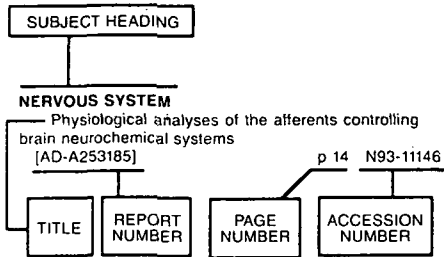 SUBJECT HEADING
NERVOUS SYSTEM
Physiological analyses of the afferents controlling
brain neurochemical systems
[AD-A253185] p 14 N93-11146
TITLE REPORT NUMBER PAGE NUMBER ACCESSION NUMBER